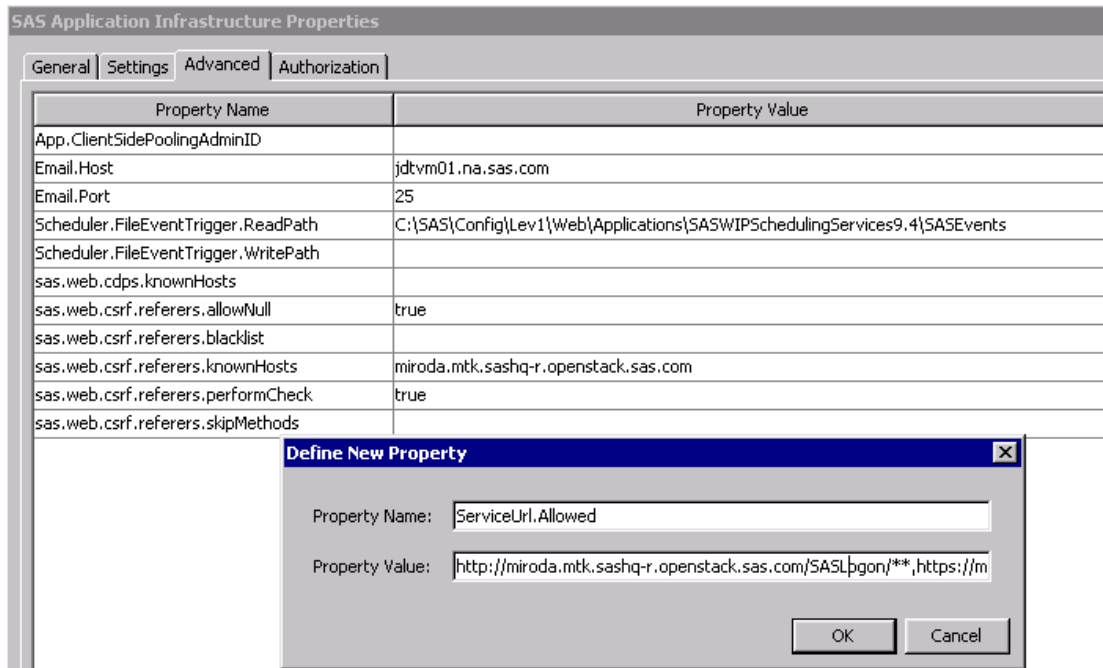 SAS Application Infrastructure Properties
General Settings Advanced Authorization
Property Name Property Value
App.ClientSidePoolingAdminID
Email.Host jdtvm01.na.sas.com
Email.Port 25
Scheduler.FileEventTrigger.ReadPath C:\SAS\Config\Lev1\Web\Applications\SASWIPSchedulingServices9.4\SASEvents
Scheduler.FileEventTrigger.WritePath
sas.web.cdps.knownHosts
sas.web.csrf.referers.allowNull true
sas.web.csrf.referers.blacklist
sas.web.csrf.referers.knownHosts miroda.mtk.sashq-r.openstack.sas.com
sas.web.csrf.referers.performCheck true
sas.web.csrf.referers.skipMethods
Define New Property
Property Name: ServiceUrl.Allowed
Property Value: http://miroda.mtk.sashq-r.openstack.sas.com/SASLogon/**,https://m
OK Cancel